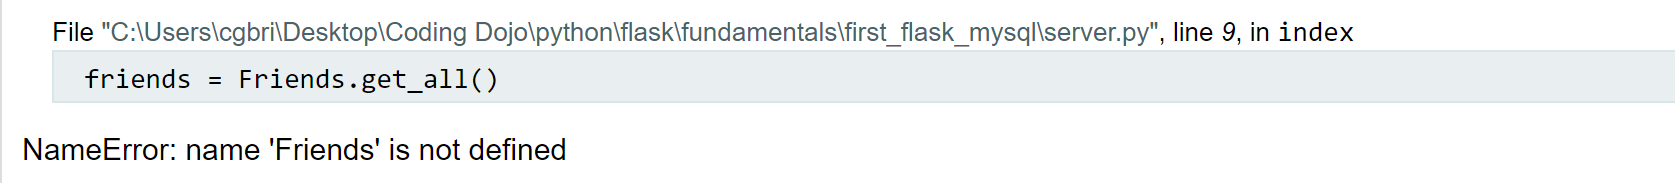 File "C:\Users\cgbri\Desktop\Coding Dojo\python\flask\fundamentals\first_flask_mysql\server.py", line 9, in index
friends = Friends.get_all()
NameError: name 'Friends' is not defined